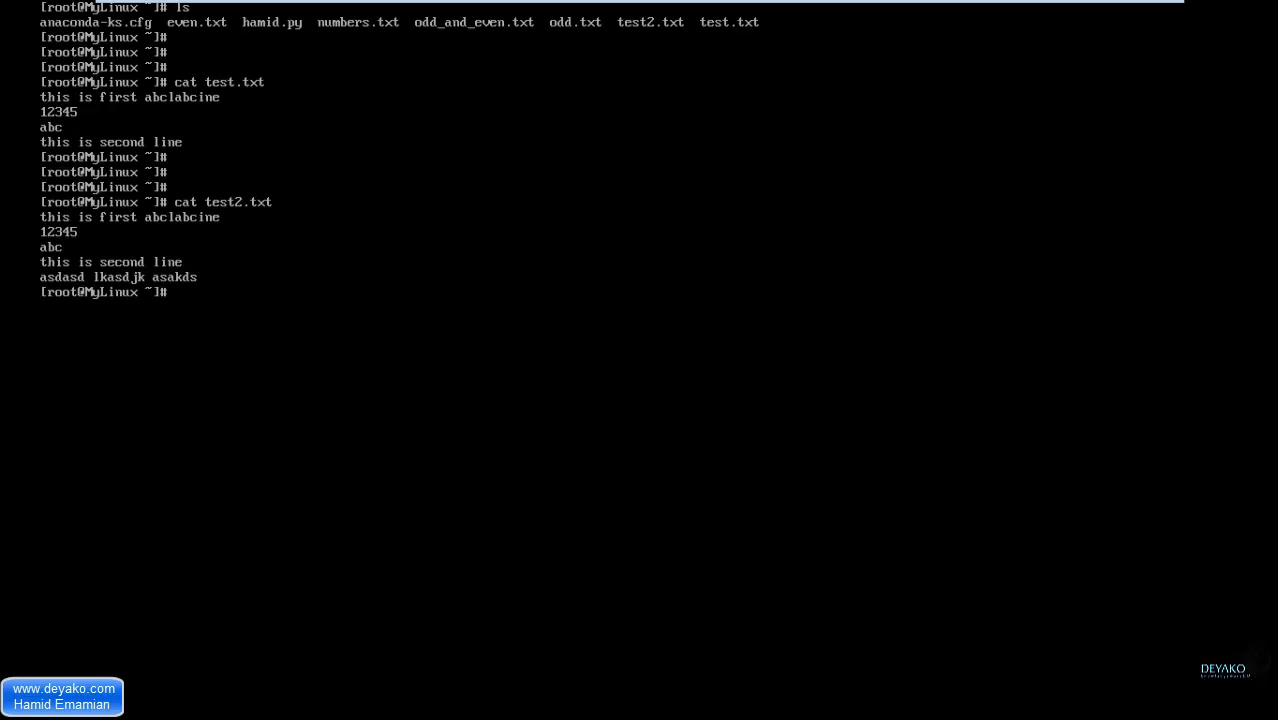 [root@MyLinux ~]# ls
anaconda-ks.cfg  even.txt  hamid.py  numbers.txt  odd_and_even.txt  odd.txt  test2.txt  test.txt
[root@MyLinux ~]#
[root@MyLinux ~]#
[root@MyLinux ~]#
[root@MyLinux ~]# cat test.txt
this is first abclabcine
12345
abc
this is second line
[root@MyLinux ~]#
[root@MyLinux ~]#
[root@MyLinux ~]#
[root@MyLinux ~]# cat test2.txt
this is first abclabcine
12345
abc
this is second line
asdasd lkasdjk asakds
[root@MyLinux ~]#
DEYAKO
www.deyako.com
Hamid Emamian